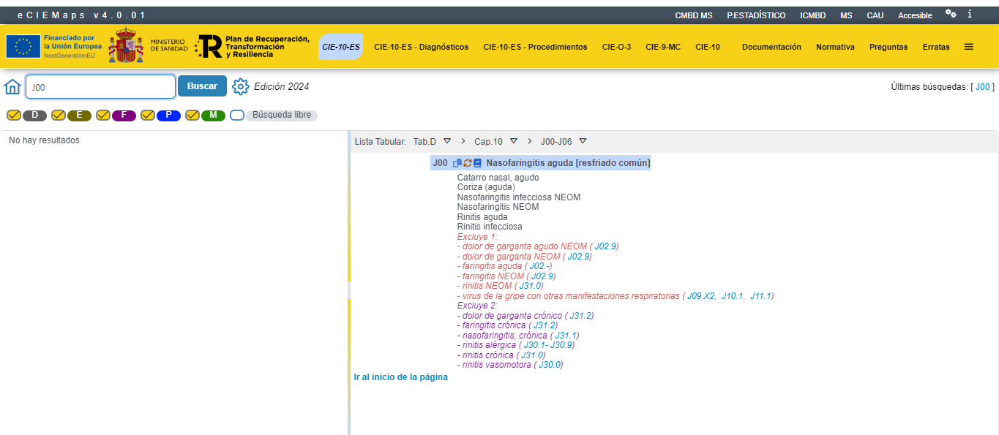 eCIEMaps v4.0.01
CMBD MS P.ESTADÍSTICO ICMBD MS CAU Accesible i
Financiado por
la Unión Europea
NextGenerationEU
MINISTERIO
DE SANIDAD
R
Plan de Recuperación,
Transformación
y Resiliencia
CIE-10-ES CIE-10-ES - Diagnósticos CIE-10-ES - Procedimientos CIE-O-3 CIE-9-MC CIE-10 Documentación Normativa Preguntas Erratas
J00 Buscar Edición 2024
Últimas búsquedas: [ J00 ]
D E F P M Búsqueda libre
No hay resultados
Lista Tabular: Tab.D > Cap.10 > J00-J06
J00 Nasofaringitis aguda [resfriado común]
Catarro nasal, agudo
Coriza (aguda)
Nasofaringitis infecciosa NEOM
Nasofaringitis NEOM
Rinitis aguda
Rinitis infecciosa
Excluye 1:
- dolor de garganta agudo NEOM ( J02.9)
- dolor de garganta NEOM ( J02.9)
- faringitis aguda ( J02.-)
- faringitis NEOM ( J02.9)
- rinitis NEOM ( J31.0)
- virus de la gripe con otras manifestaciones respiratorias ( J09.X2, J10.1, J11.1)
Excluye 2:
- dolor de garganta crónico ( J31.2)
- faringitis crónica ( J31.2)
- nasofaringitis, crónica ( J31.1)
- rinitis alérgica ( J30.1- J30.9)
- rinitis crónica ( J31.0)
- rinitis vasomotora ( J30.0)
Ir al inicio de la página